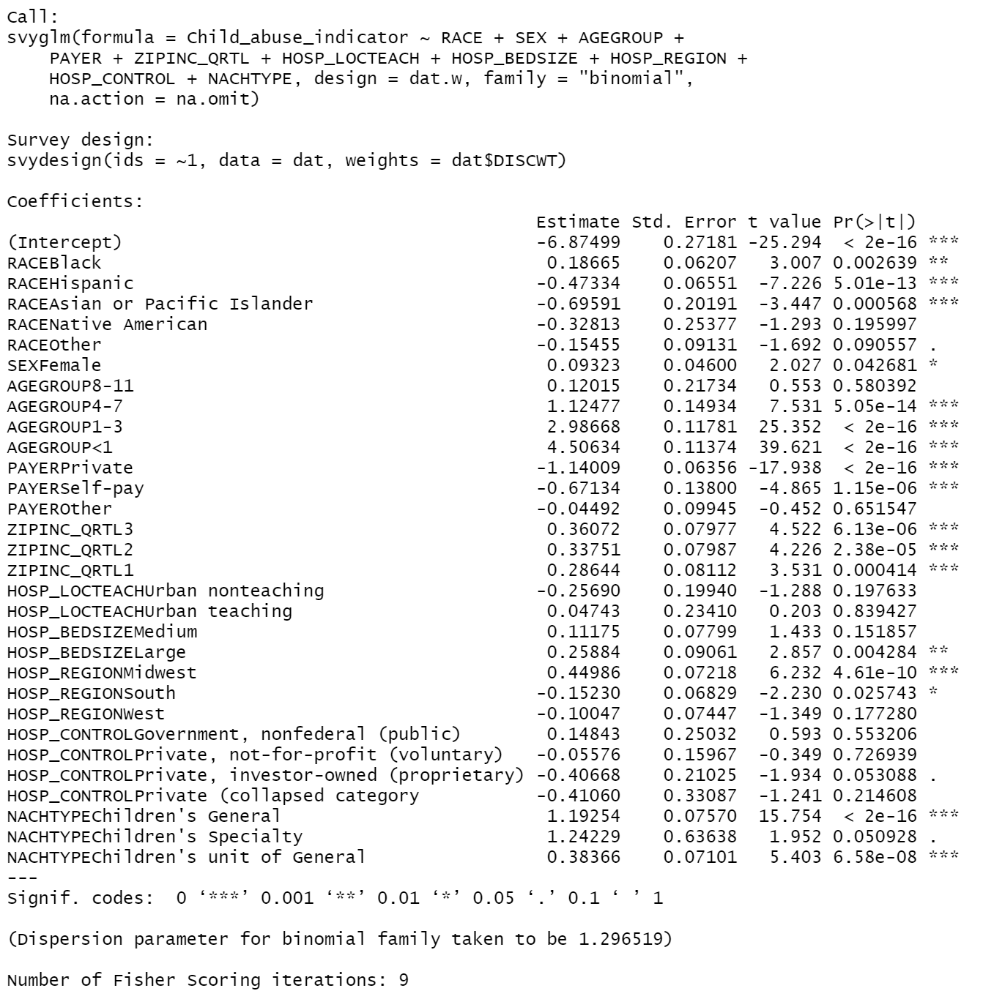 Call:
svyglm(formula = Child_abuse_indicator ~ RACE + SEX + AGEGROUP +
    PAYER + ZIPINC_QRTL + HOSP_LOCTEACH + HOSP_BEDSIZE + HOSP_REGION +
    HOSP_CONTROL + NACHTYPE, design = dat.w, family = "binomial",
    na.action = na.omit)

Survey design:
svydesign(ids = ~1, data = dat, weights = dat$DISCWT)

Coefficients:
                                                  Estimate Std. Error t value Pr(>|t|)
(Intercept)                                       -6.87499    0.27181 -25.294  < 2e-16 ***
RACEBlack                                          0.18665    0.06207   3.007 0.002639 **
RACEHispanic                                      -0.47334    0.06551  -7.226 5.01e-13 ***
RACEAsian or Pacific Islander                     -0.69591    0.20191  -3.447 0.000568 ***
RACENative American                               -0.32813    0.25377  -1.293 0.195997
RACEOther                                         -0.15455    0.09131  -1.692 0.090557 .
SEXFemale                                          0.09323    0.04600   2.027 0.042681 *
AGEGROUP8-11                                       0.12015    0.21734   0.553 0.580392
AGEGROUP4-7                                        1.12477    0.14934   7.531 5.05e-14 ***
AGEGROUP1-3                                        2.98668    0.11781  25.352  < 2e-16 ***
AGEGROUP<1                                         4.50634    0.11374  39.621  < 2e-16 ***
PAYERPrivate                                      -1.14009    0.06356 -17.938  < 2e-16 ***
PAYERSelf-pay                                     -0.67134    0.13800  -4.865 1.15e-06 ***
PAYEROther                                        -0.04492    0.09945  -0.452 0.651547
ZIPINC_QRTL3                                       0.36072    0.07977   4.522 6.13e-06 ***
ZIPINC_QRTL2                                       0.33751    0.07987   4.226 2.38e-05 ***
ZIPINC_QRTL1                                       0.28644    0.08112   3.531 0.000414 ***
HOSP_LOCTEACHUrban nonteaching                    -0.25690    0.19940  -1.288 0.197633
HOSP_LOCTEACHUrban teaching                        0.04743    0.23410   0.203 0.839427
HOSP_BEDSIZEMedium                                 0.11175    0.07799   1.433 0.151857
HOSP_BEDSIZELarge                                  0.25884    0.09061   2.857 0.004284 **
HOSP_REGIONMidwest                                 0.44986    0.07218   6.232 4.61e-10 ***
HOSP_REGIONSouth                                  -0.15230    0.06829  -2.230 0.025743 *
HOSP_REGIONWest                                   -0.10047    0.07447  -1.349 0.177280
HOSP_CONTROLGovernment, nonfederal (public)        0.14843    0.25032   0.593 0.553206
HOSP_CONTROLPrivate, not-for-profit (voluntary)   -0.05576    0.15967  -0.349 0.726939
HOSP_CONTROLPrivate, investor-owned (proprietary) -0.40668    0.21025  -1.934 0.053088 .
HOSP_CONTROLPrivate (collapsed category           -0.41060    0.33087  -1.241 0.214608
NACHTYPEChildren's General                         1.19254    0.07570  15.754  < 2e-16 ***
NACHTYPEChildren's Specialty                       1.24229    0.63638   1.952 0.050928 .
NACHTYPEChildren's unit of General                 0.38366    0.07101   5.403 6.58e-08 ***
---
Signif. codes:  0 ‘***’ 0.001 ‘**’ 0.01 ‘*’ 0.05 ‘.’ 0.1 ‘ ’ 1

(Dispersion parameter for binomial family taken to be 1.296519)

Number of Fisher Scoring iterations: 9